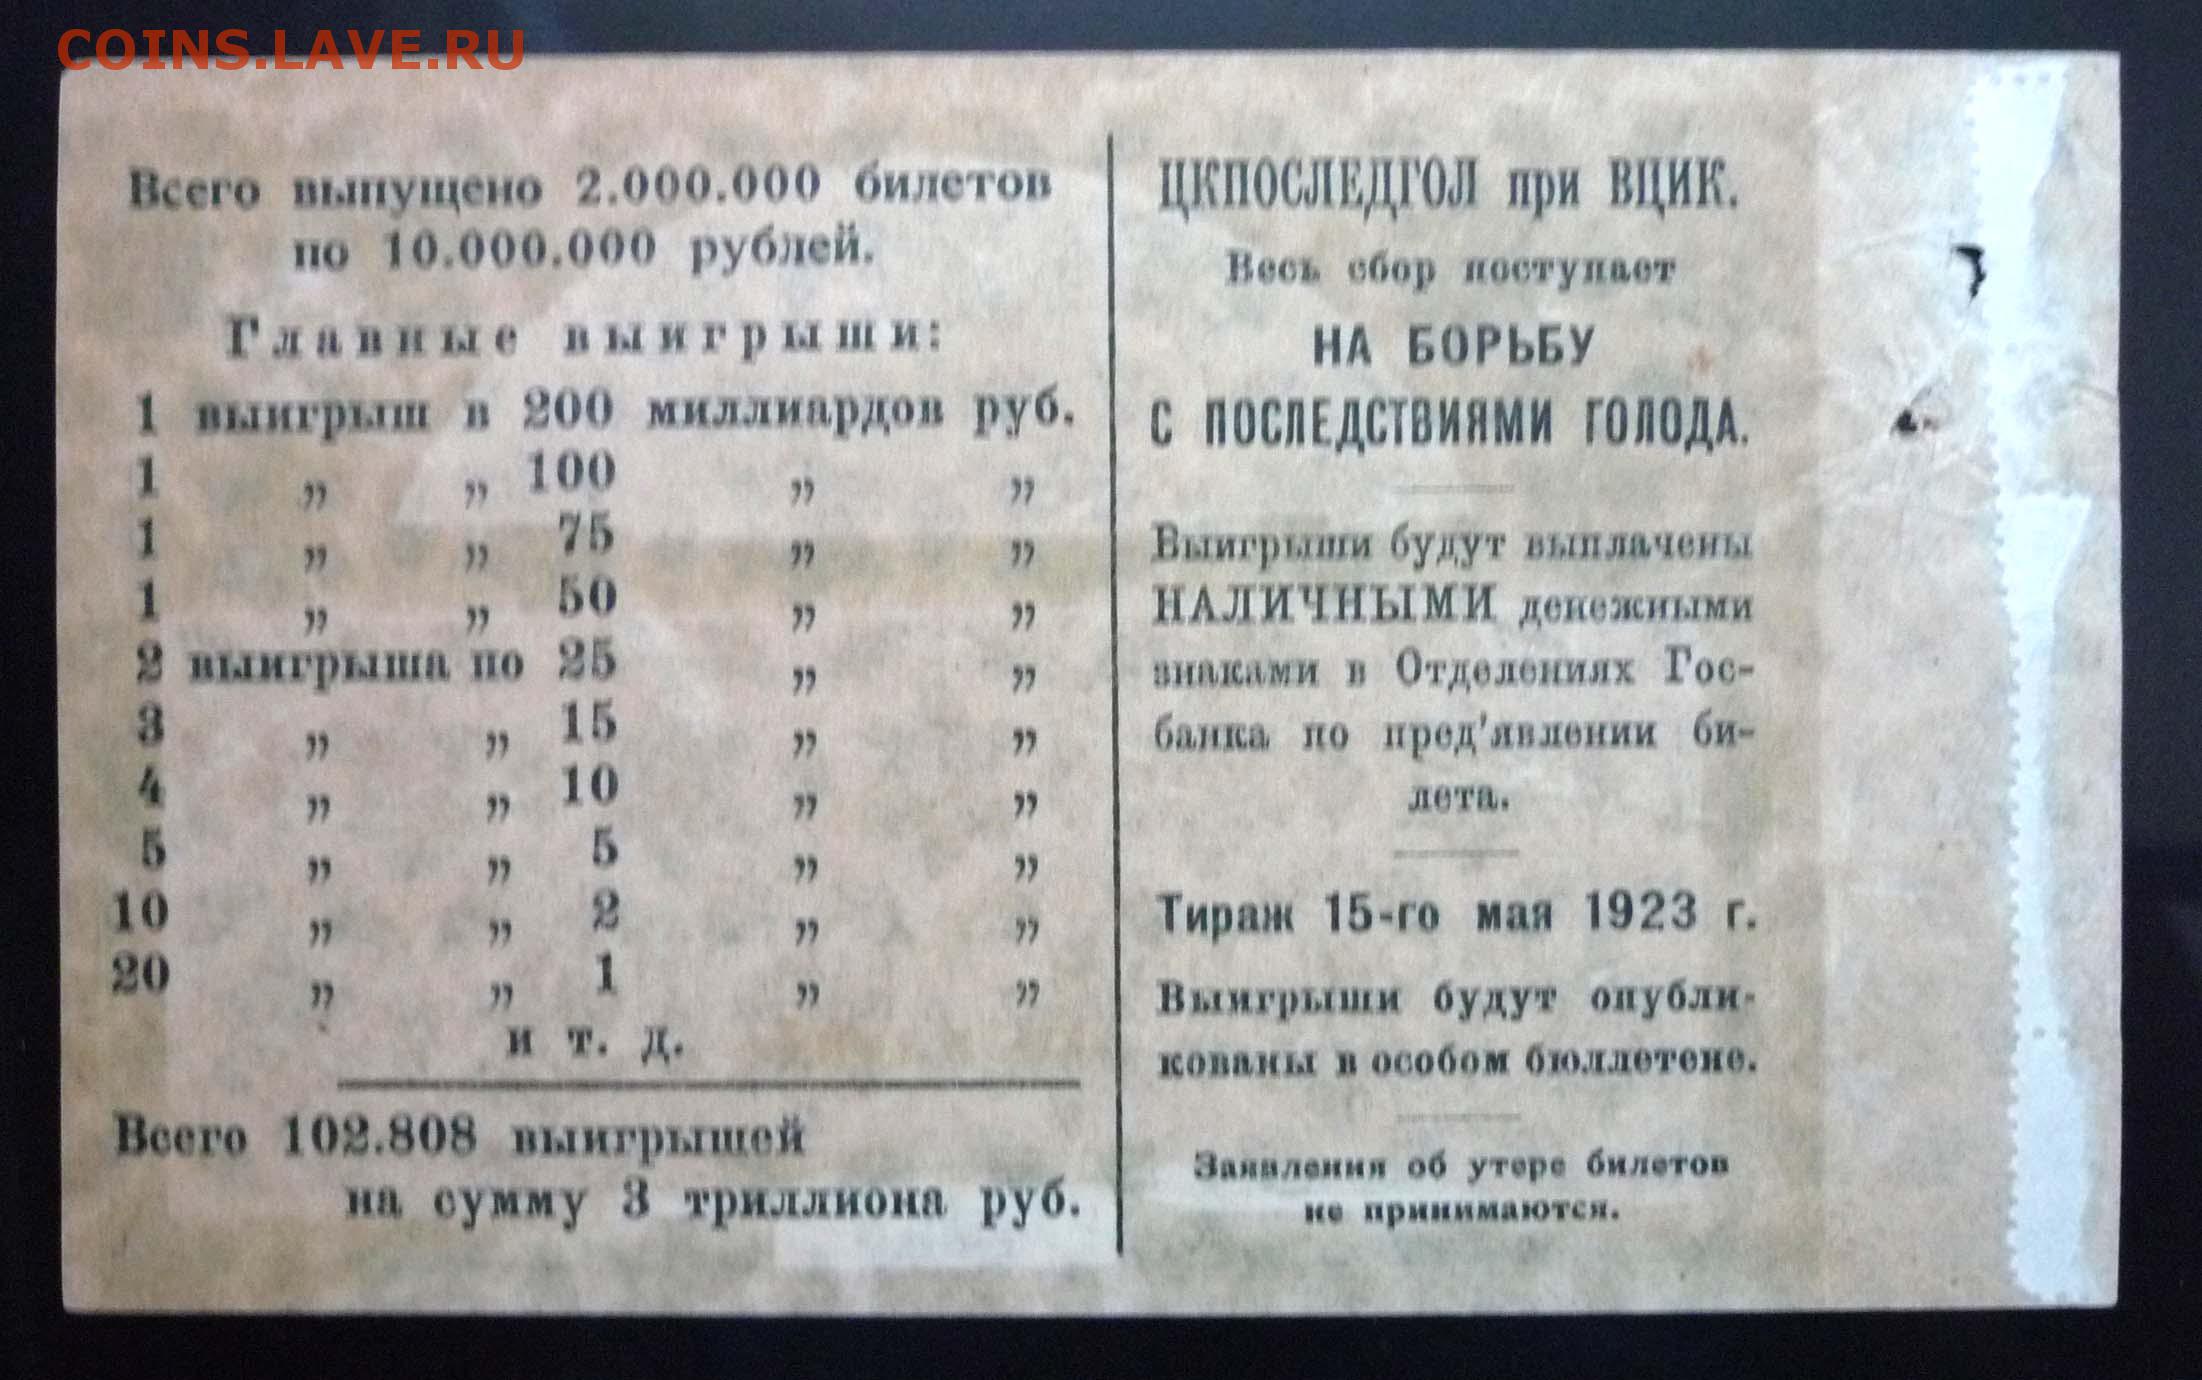 COINS.LAVE.RU
Всего выпущено 2.000.000 билетов
по 10.000.000 рублей.
Главные выигрыши:
1 выигрыш в 200 миллиардов руб.
1 „ „ 100 „ „
1 „ „ 75 „ „
1 „ „ 50 „ „
2 выигрыша по 25 „ „
3 „ „ 15 „ „
4 „ „ 10 „ „
5 „ „ 5 „ „
10 „ „ 2 „ „
20 „ „ 1 „ „
и т. д.
Всего 102.808 выигрышей
на сумму 3 триллиона руб.
ЦКПОСЛЕДГОЛ при ВЦИК.
Весь сбор поступает
НА БОРЬБУ
С ПОСЛЕДСТВИЯМИ ГОЛОДА.
Выигрыши будут выплачены
НАЛИЧНЫМИ денежными
знаками в Отделениях Гос-
банка по пред'явлении би-
лета.
Тираж 15-го мая 1923 г.
Выигрыши будут опубли-
кованы в особом бюллетене.
Заявления об утере билетов
не принимаются.